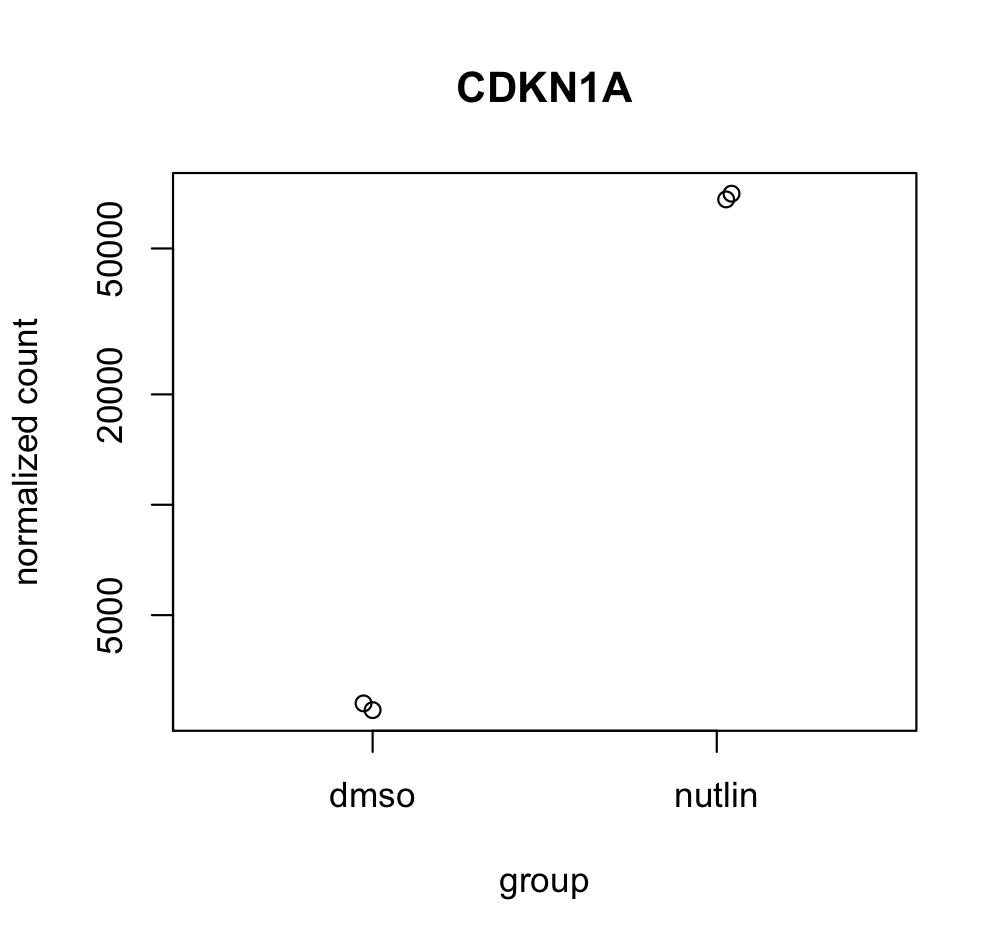 CDKN1A
normalized count
50000
20000
5000
dmso
nutlin
group